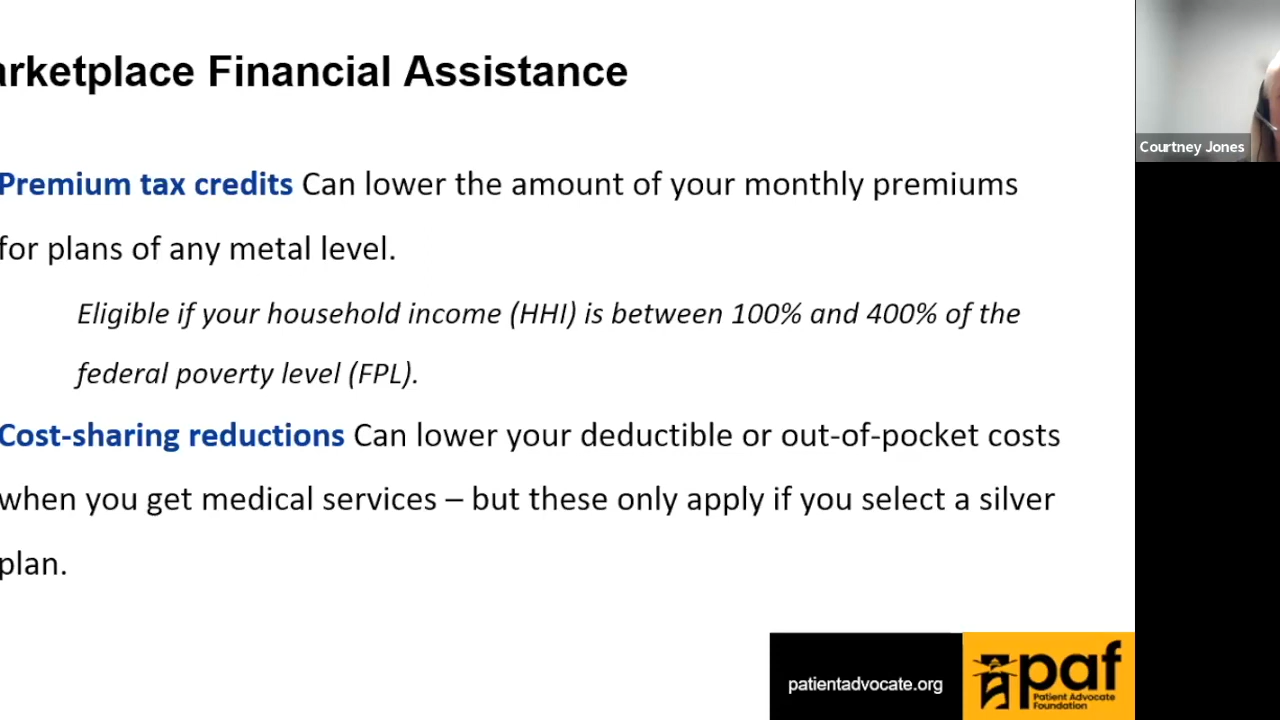 arketplace Financial Assistance
Courtney Jones
Premium tax credits Can lower the amount of your monthly premiums
for plans of any metal level.
Eligible if your household income (HHI) is between 100% and 400% of the
federal poverty level (FPL).
Cost-sharing reductions Can lower your deductible or out-of-pocket costs
when you get medical services – but these only apply if you select a silver
plan.
patientadvocate.org
paf
Patient Advocate
Foundation